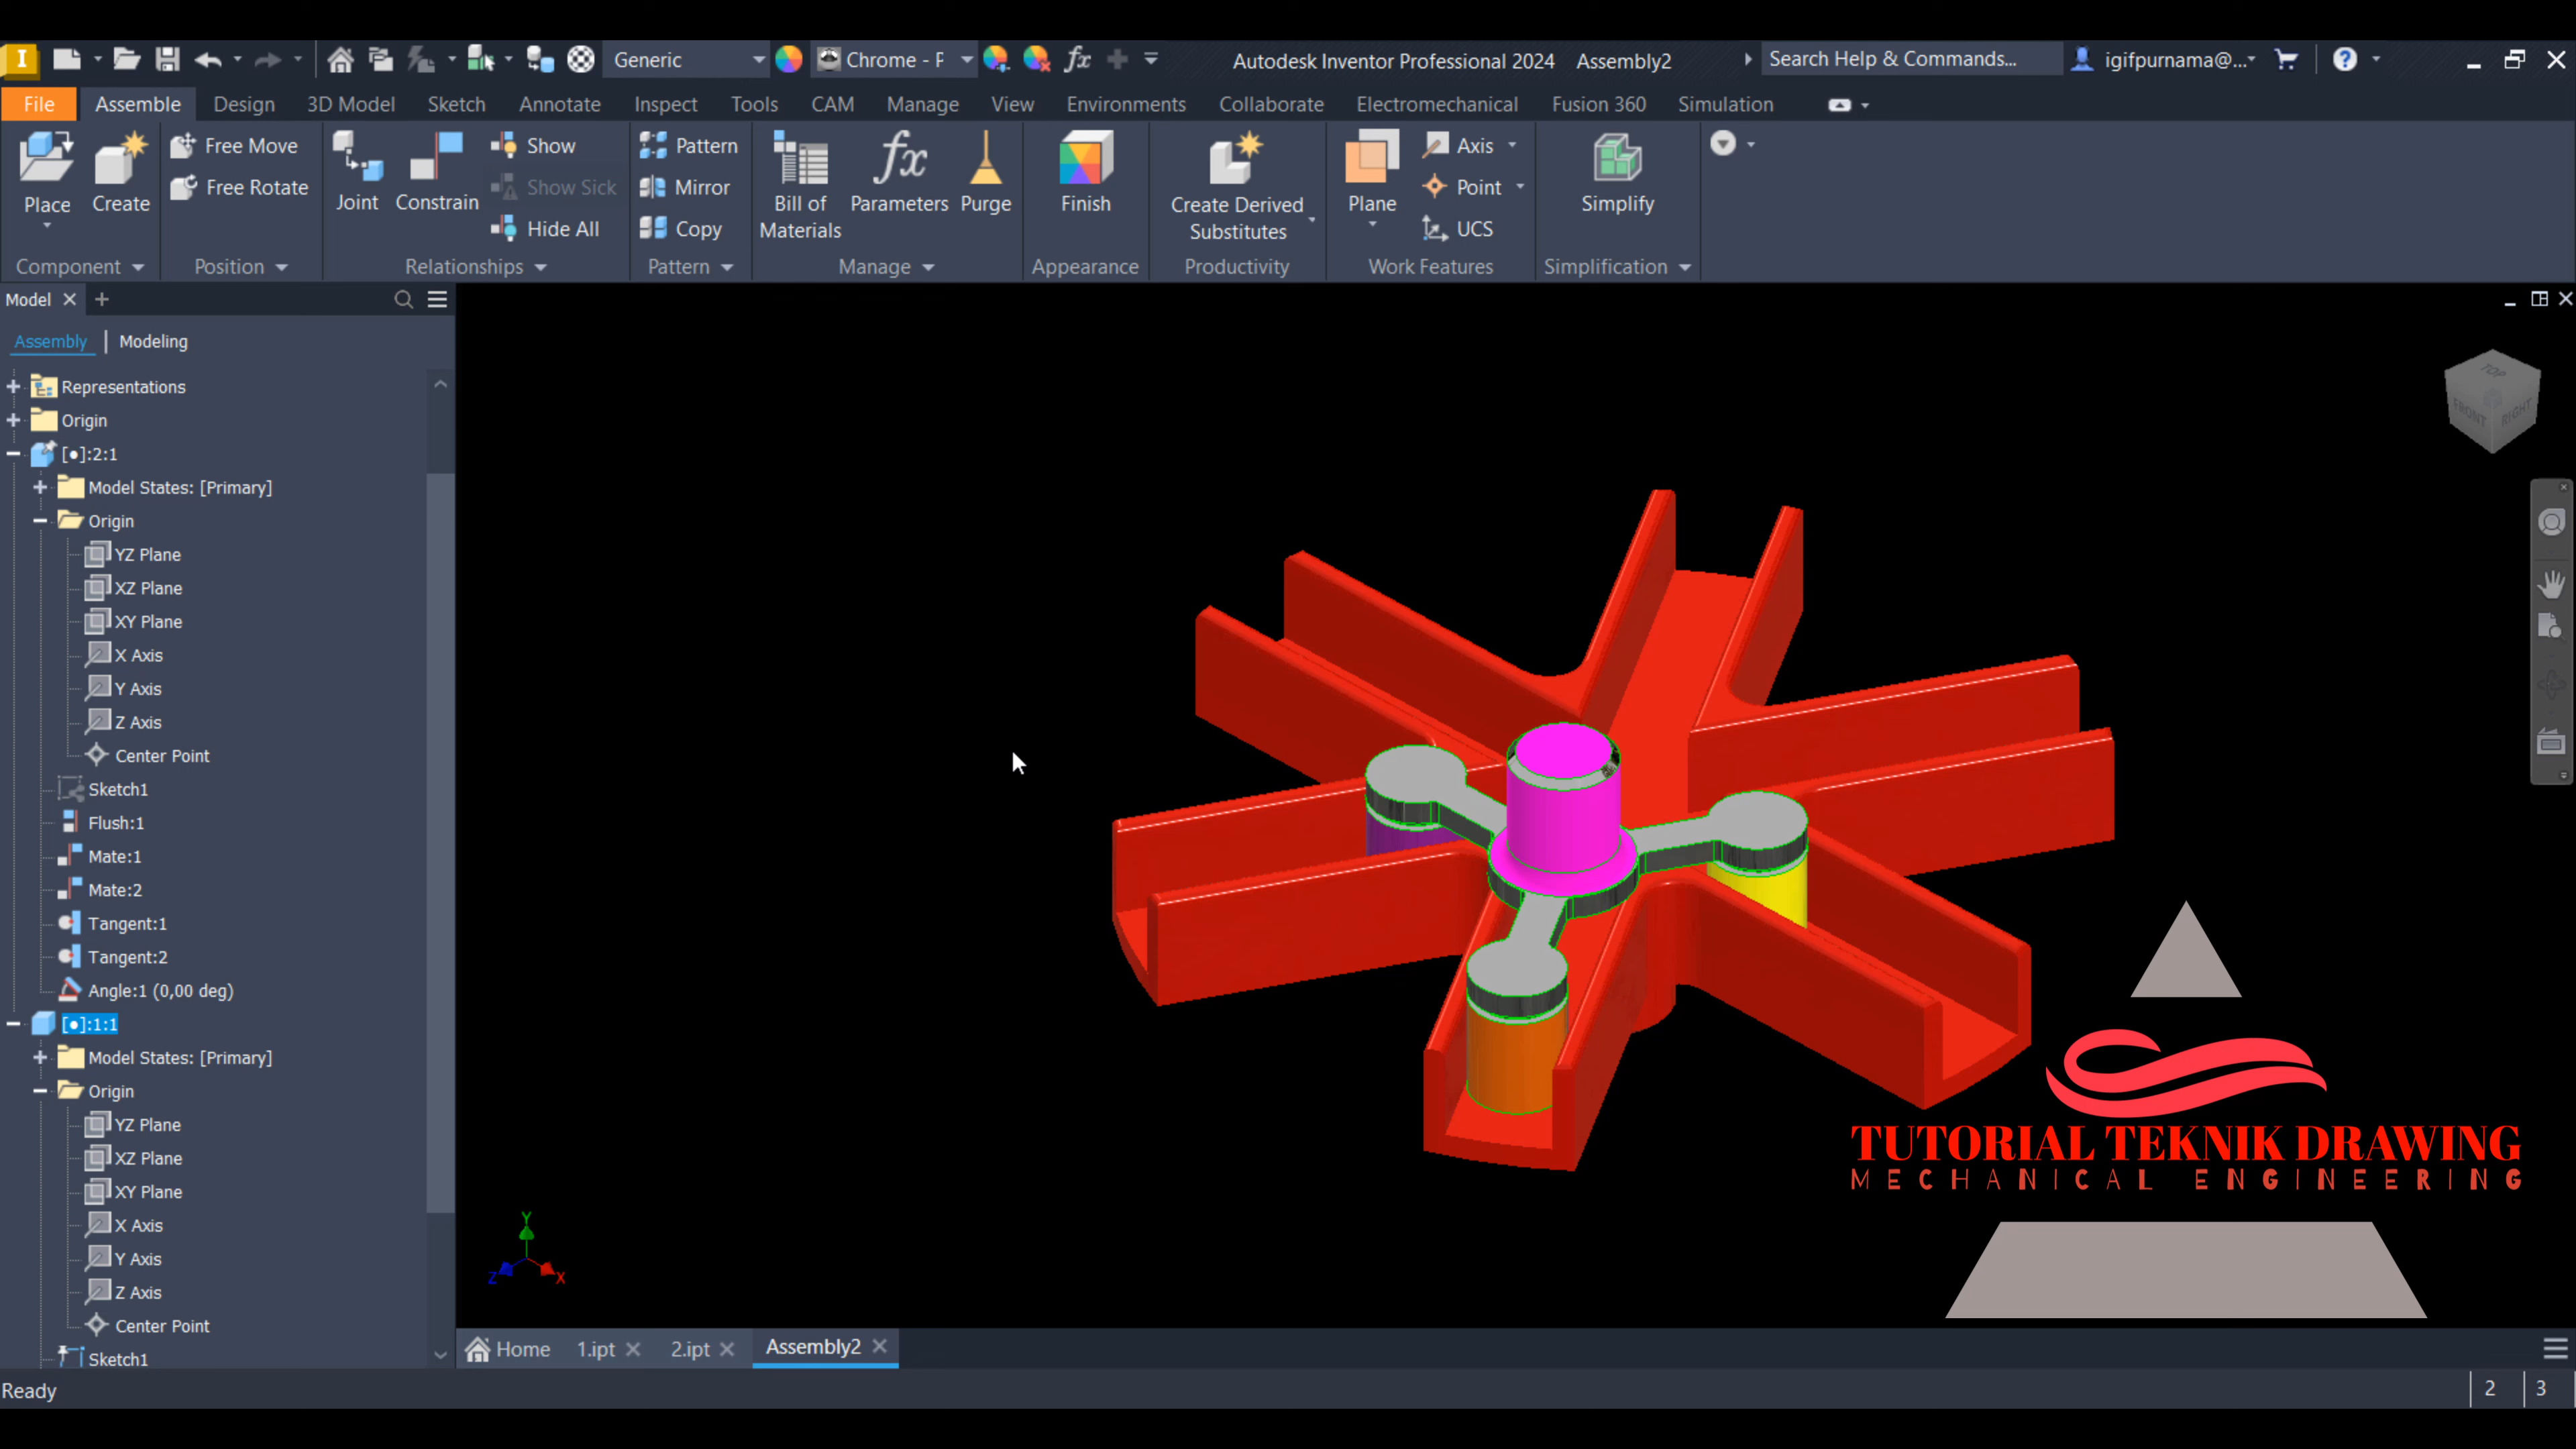 I Generic Chrome - P fx Autodesk Inventor Professional 2024 Assembly2 Search Help & Commands... igifpurnama@... ?
File Assemble Design 3D Model Sketch Annotate Inspect Tools CAM Manage View Environments Collaborate Electromechanical Fusion 360 Simulation
Place
Create
Free Move
Free Rotate
Joint
Constrain
Show
Show Sick
Hide All
Pattern
Mirror
Copy
Bill of
Materials
fx
Parameters
Purge
Finish
Create Derived
Substitutes
Plane
Axis
Point
UCS
Simplify
Component Position Relationships Pattern Manage Appearance Productivity Work Features Simplification
Model
Assembly | Modeling
Representations
Origin
[●]:2:1
Model States: [Primary]
Origin
YZ Plane
XZ Plane
XY Plane
X Axis
Y Axis
Z Axis
Center Point
Sketch1
Flush:1
Mate:1
Mate:2
Tangent:1
Tangent:2
Angle:1 (0,00 deg)
[●]:1:1
Model States: [Primary]
Origin
YZ Plane
XZ Plane
XY Plane
X Axis
Y Axis
Z Axis
Center Point
Sketch1
TOP
FRONT
RIGHT
Y
Z
X
TUTORIAL TEKNIK DRAWING
MECHANICAL ENGINEERING
Home 1.ipt 2.ipt Assembly2
Ready 2 3